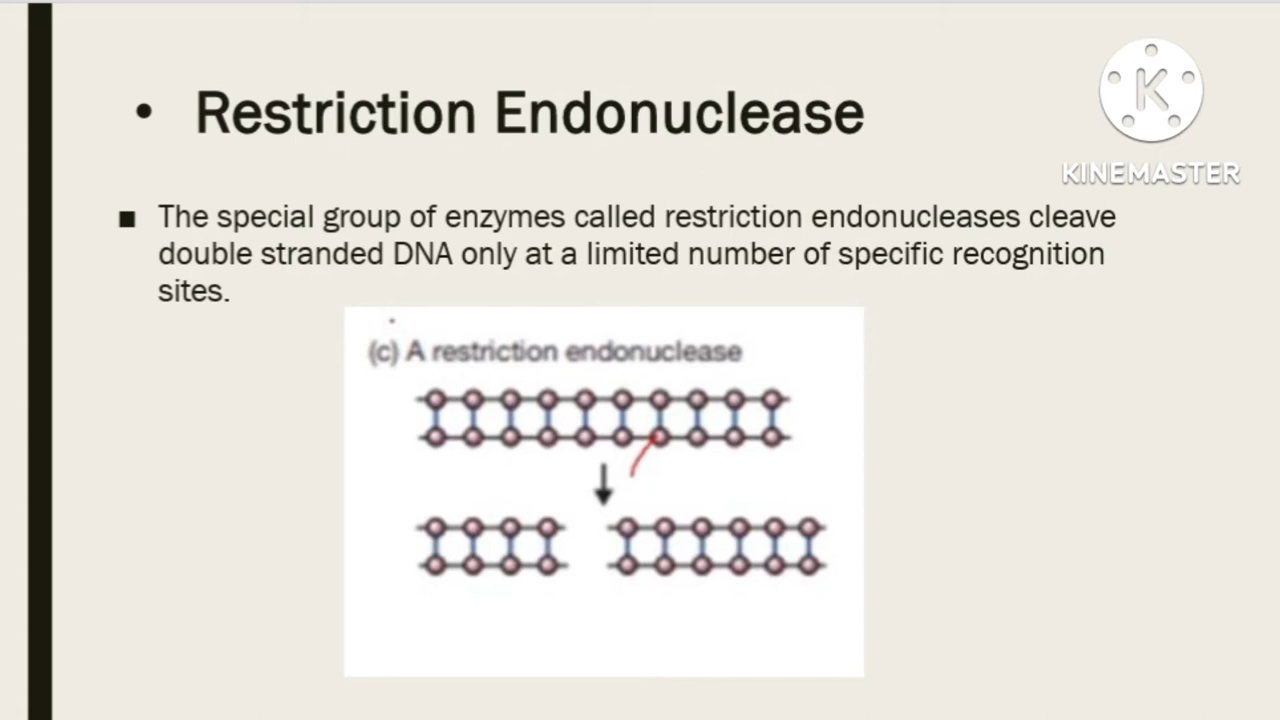 • Restriction Endonuclease
K
KINEMASTER
■ The special group of enzymes called restriction endonucleases cleave
double stranded DNA only at a limited number of specific recognition
sites.
(c) A restriction endonuclease